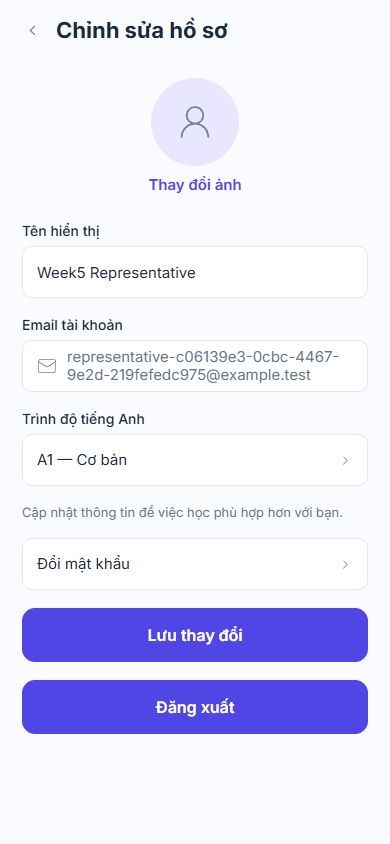 Chỉnh sửa hồ sơ
Thay đổi ảnh
Tên hiển thị
Week5 Representative
Email tài khoản
representative-c06139e3-0cbc-4467-
9e2d-219fefedc975@example.test
Trình độ tiếng Anh
A1 — Cơ bản
Cập nhật thông tin để việc học phù hợp hơn với bạn.
Đổi mật khẩu
Lưu thay đổi
Đăng xuất